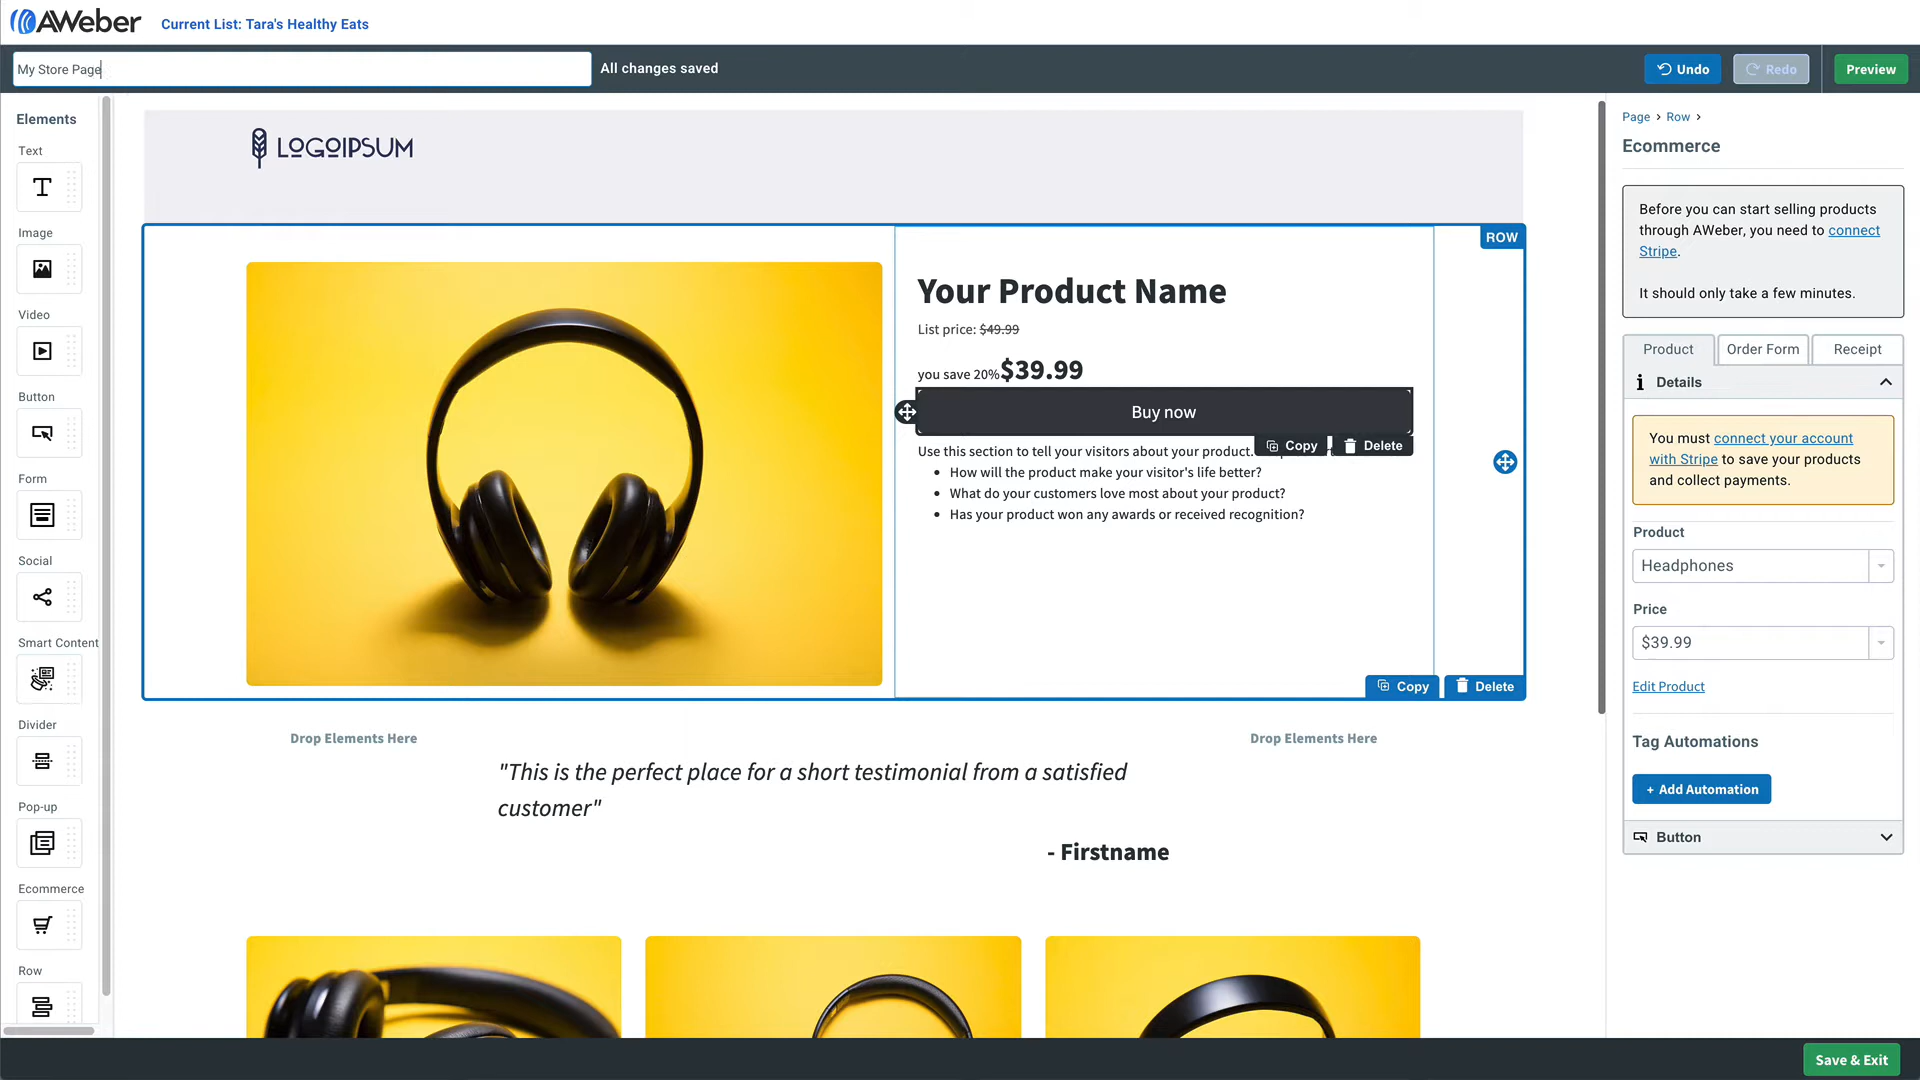 AWeber
Current List: Tara's Healthy Eats
My Store Page
All changes saved
Undo
Redo
Preview
Elements
Text
Image
Video
Button
Form
Social
Smart Content
Divider
Pop-up
Ecommerce
Row
LOGOIPSUM
ROW
Your Product Name
List price: $49.99
you save 20%$39.99
Buy now
Copy
Delete
Use this section to tell your visitors about your product.
• How will the product make your visitor's life better?
• What do your customers love most about your product?
• Has your product won any awards or received recognition?
Copy
Delete
Drop Elements Here
Drop Elements Here
"This is the perfect place for a short testimonial from a satisfied
customer"
- Firstname
Page › Row ›
Ecommerce
Before you can start selling products
through AWeber, you need to connect
Stripe.
It should only take a few minutes.
Product
Order Form
Receipt
Details
You must connect your account
with Stripe to save your products
and collect payments.
Product
Headphones
Price
$39.99
Edit Product
Tag Automations
+ Add Automation
Button
Save & Exit